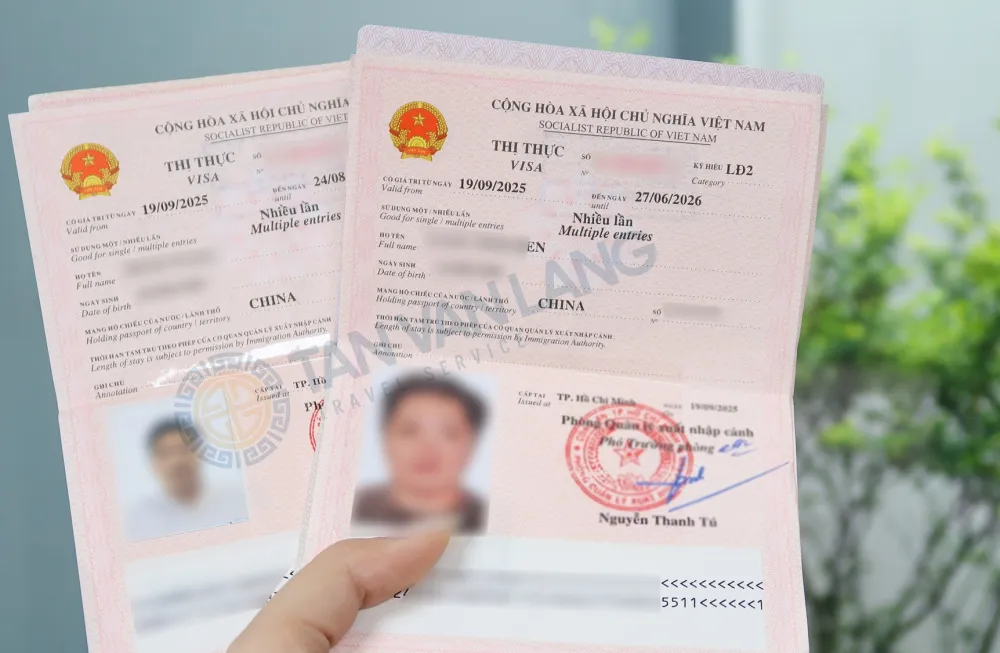 CỘNG HÒA XÃ HỘI CHỦ NGHĨA
SOCIALIST REPUBLIC OF VIET
THỊ THỰC
VISA
SỐ
Nº
CÓ GIÁ TRỊ TỪ NGÀY 19/09/2025
Valid from
ĐẾN NGÀY 24/08
until
SỬ DỤNG MỘT / NHIỀU LẦN
Good for single / multiple entries
Nhiều lần
Multiple entries
HỌ TÊN
Full name
NGÀY SINH
Date of birth
MANG HỘ CHIẾU CỦA NƯỚC / LÃNH THỔ
Holding passport of country / territory
CHINA
THỜI HẠN TẠM TRÚ THEO PHÉP CỦA CƠ QUAN QUẢN LÝ XUẤT NHẬP CẢNH
Length of stay is subject to permission by Immigration Authority.
GHI CHÚ
Annotation
CẤP TẠI
Issued at
TP. Hồ
CỘNG HÒA XÃ HỘI CHỦ NGHĨA VIỆT NAM
SOCIALIST REPUBLIC OF VIET NAM
THỊ THỰC
VISA
SỐ
Nº
KÝ HIỆU LĐ2
Category
CÓ GIÁ TRỊ TỪ NGÀY 19/09/2025
Valid from
ĐẾN NGÀY 27/06/2026
until
SỬ DỤNG MỘT / NHIỀU LẦN
Good for single / multiple entries
Nhiều lần
Multiple entries
HỌ TÊN
Full name
EN
NGÀY SINH
Date of birth
MANG HỘ CHIẾU CỦA NƯỚC / LÃNH THỔ
Holding passport of country / territory
CHINA
SỐ
Nº
THỜI HẠN TẠM TRÚ THEO PHÉP CỦA CƠ QUAN QUẢN LÝ XUẤT NHẬP CẢNH
Length of stay is subject to permission by Immigration Authority.
GHI CHÚ
Annotation
CẤP TẠI
Issued at
TP. Hồ Chí Minh
NGÀY 19/09/2025
Phòng Quản lý xuất nhập cảnh
Phó Trưởng phòng
Nguyễn Thanh Tú
<<<<<<<<<<<
5511<<<<<<1
TAN VAN LANG
TRAVEL SERVICE